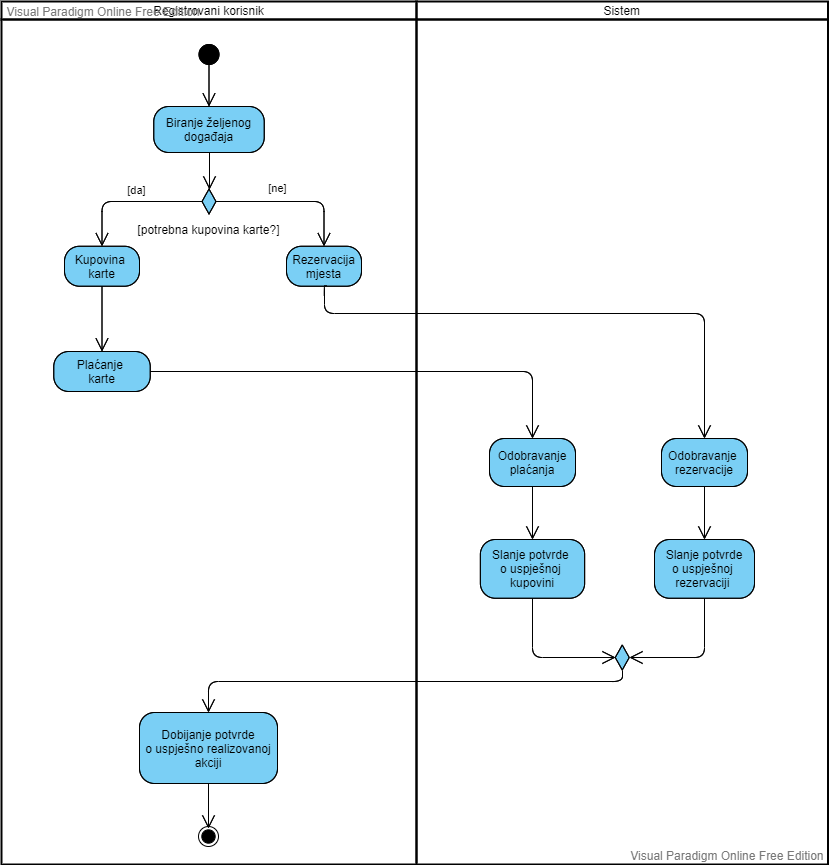 Visual Paradigm Online Free Edition
Registrovani korisnik
Sistem
Biranje željenog
događaja
[da]
[ne]
[potrebna kupovina karte?]
Kupovina
karte
Rezervacija
mjesta
Plaćanje
karte
Odobravanje
plaćanja
Odobravanje
rezervacije
Slanje potvrde
o uspješnoj
kupovini
Slanje potvrde
o uspješnoj
rezervaciji
Dobijanje potvrde
o uspješno realizovanoj
akciji
Visual Paradigm Online Free Edition